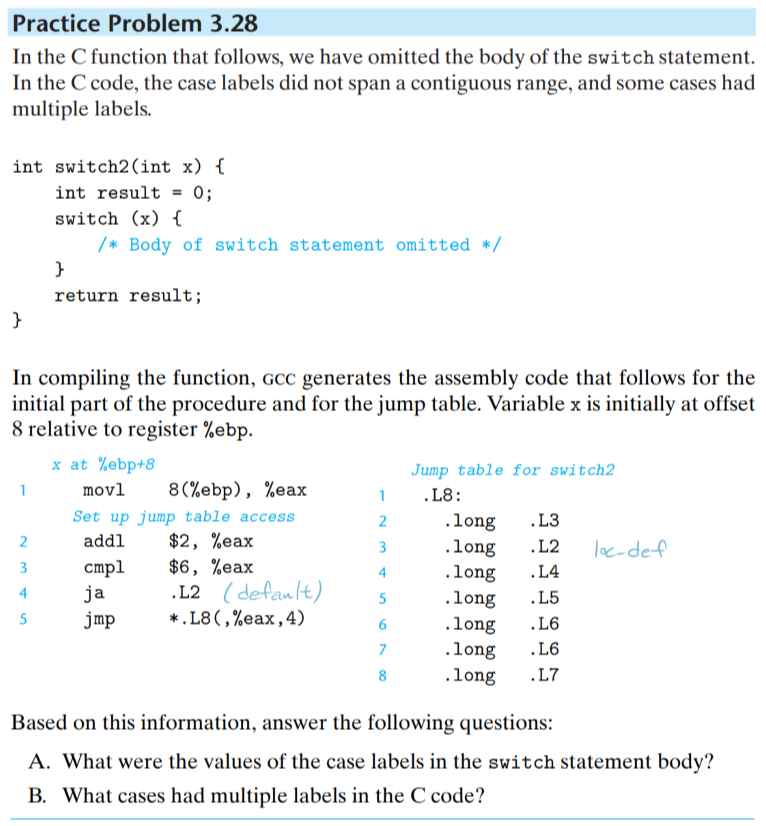 Practice Problem 3.28
In the C function that follows, we have omitted the body of the switch statement.
In the C code, the case labels did not span a contiguous range, and some cases had
multiple labels.
int switch2(int x) {
    int result = 0;
    switch (x) {
        /* Body of switch statement omitted */
    }
    return result;
}
In compiling the function, GCC generates the assembly code that follows for the
initial part of the procedure and for the jump table. Variable x is initially at offset
8 relative to register %ebp.
x at %ebp+8
1 movl 8(%ebp), %eax
Set up jump table access
2 addl $2, %eax
3 cmpl $6, %eax
4 ja .L2 (default)
5 jmp *.L8(,%eax,4)
Jump table for switch2
1 .L8:
2 .long .L3
3 .long .L2 loc-def
4 .long .L4
5 .long .L5
6 .long .L6
7 .long .L6
8 .long .L7
Based on this information, answer the following questions:
A. What were the values of the case labels in the switch statement body?
B. What cases had multiple labels in the C code?